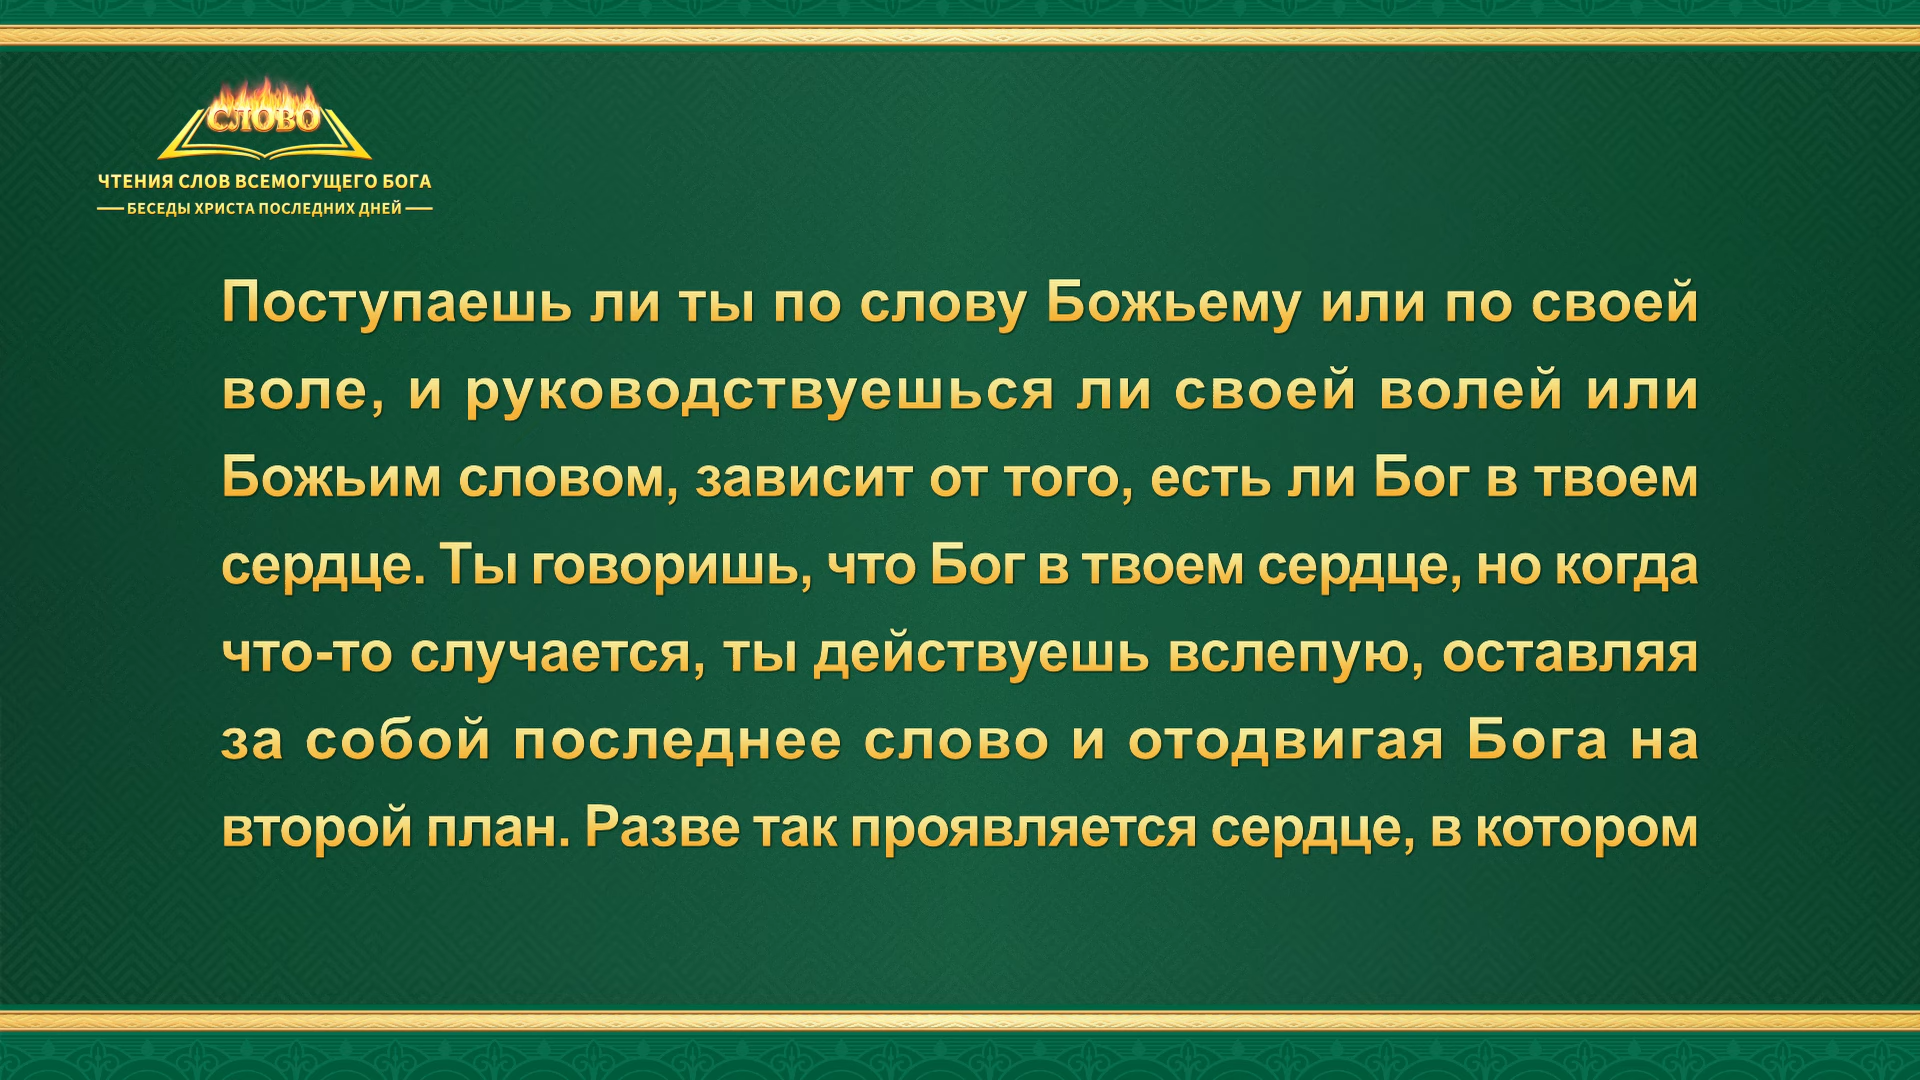 СЛОВО
ЧТЕНИЯ СЛОВ ВСЕМОГУЩЕГО БОГА
БЕСЕДЫ ХРИСТА ПОСЛЕДНИХ ДНЕЙ
Поступаешь ли ты по слову Божьему или по своей
воле, и руководствуешься ли своей волей или
Божьим словом, зависит от того, есть ли Бог в твоем
сердце. Ты говоришь, что Бог в твоем сердце, но когда
что-то случается, ты действуешь вслепую, оставляя
за собой последнее слово и отодвигая Бога на
второй план. Разве так проявляется сердце, в котором